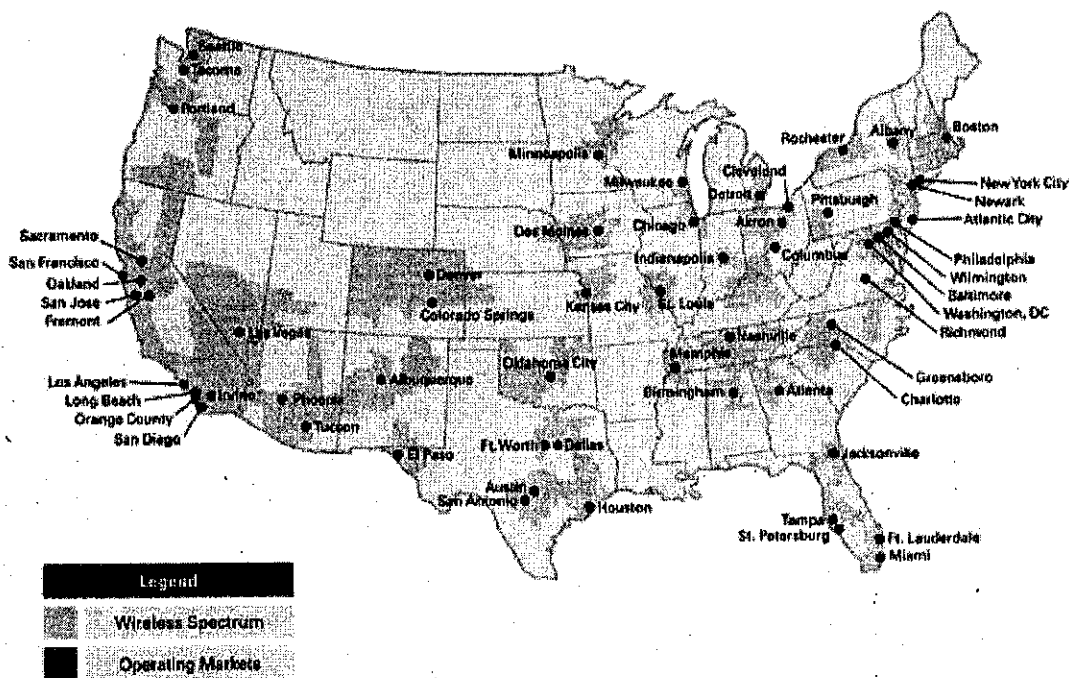 Seattle
Tacoma
Portland
Minneapolis
Milwaukee
Rochester
Albany
Boston
Cleveland
Detroit
Pittsburgh
New York City
Newark
Atlantic City
Des Moines
Chicago
Akron
Sacramento
San Francisco
Oakland
San Jose
Fremont
Denver
Colorado Springs
Indianapolis
Columbus
Philadelphia
Wilmington
Baltimore
Washington, DC
Richmond
Kansas City
St. Louis
Las Vegas
Nashville
Memphis
Oklahoma City
Albuquerque
Greensboro
Charlotte
Los Angeles
Long Beach
Orange County
San Diego
Irvine
Phoenix
Tucson
Birmingham
Atlanta
El Paso
Ft. Worth
Dallas
Jacksonville
Austin
San Antonio
Houston
Tampa
St. Petersburg
Ft. Lauderdale
Miami
Legend
Wireless Spectrum
Operating Markets